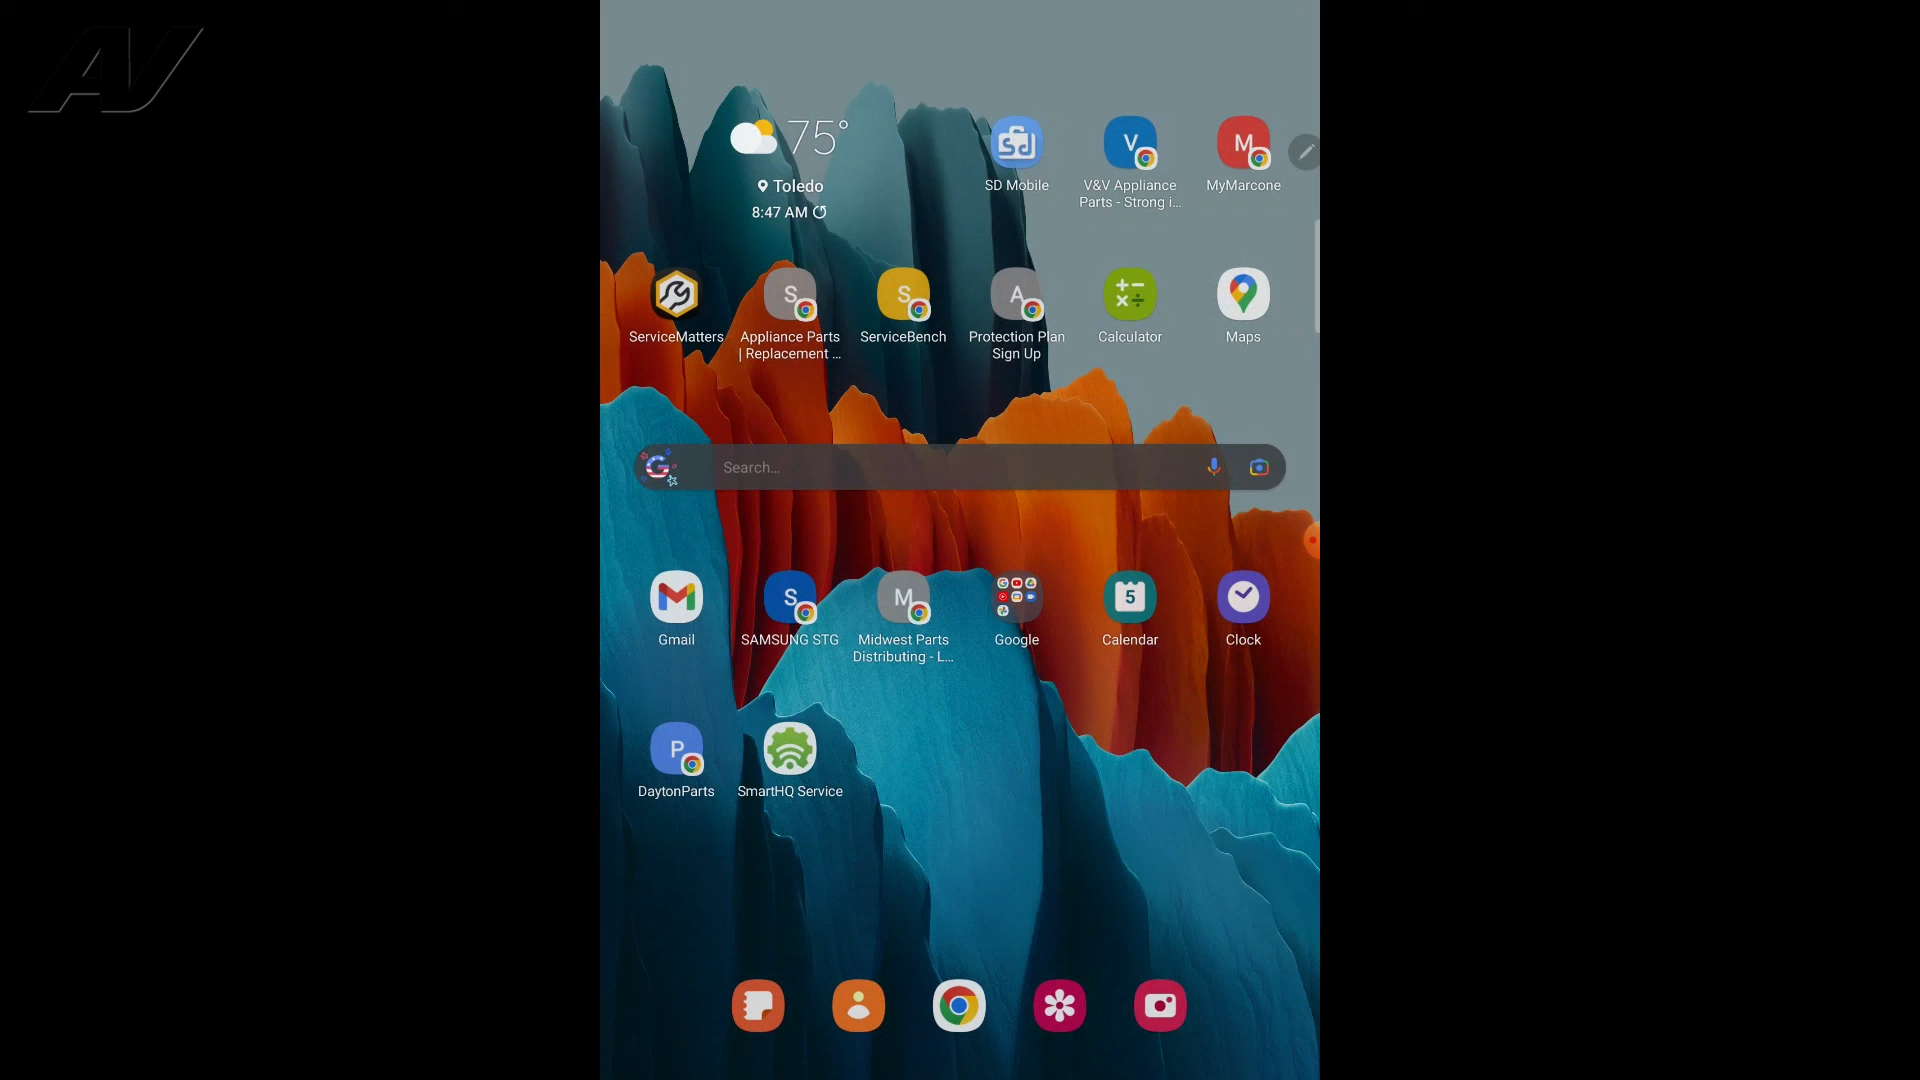 AV
75°
Toledo
8:47 AM
SD Mobile
V
V&V Appliance
Parts - Strong i...
M
MyMarcone
ServiceMatters
S
Appliance Parts
| Replacement ...
S
ServiceBench
A
Protection Plan
Sign Up
Calculator
Maps
G
Search...
Gmail
S
SAMSUNG STG
M
Midwest Parts
Distributing - L...
Google
5
Calendar
Clock
P
DaytonParts
SmartHQ Service